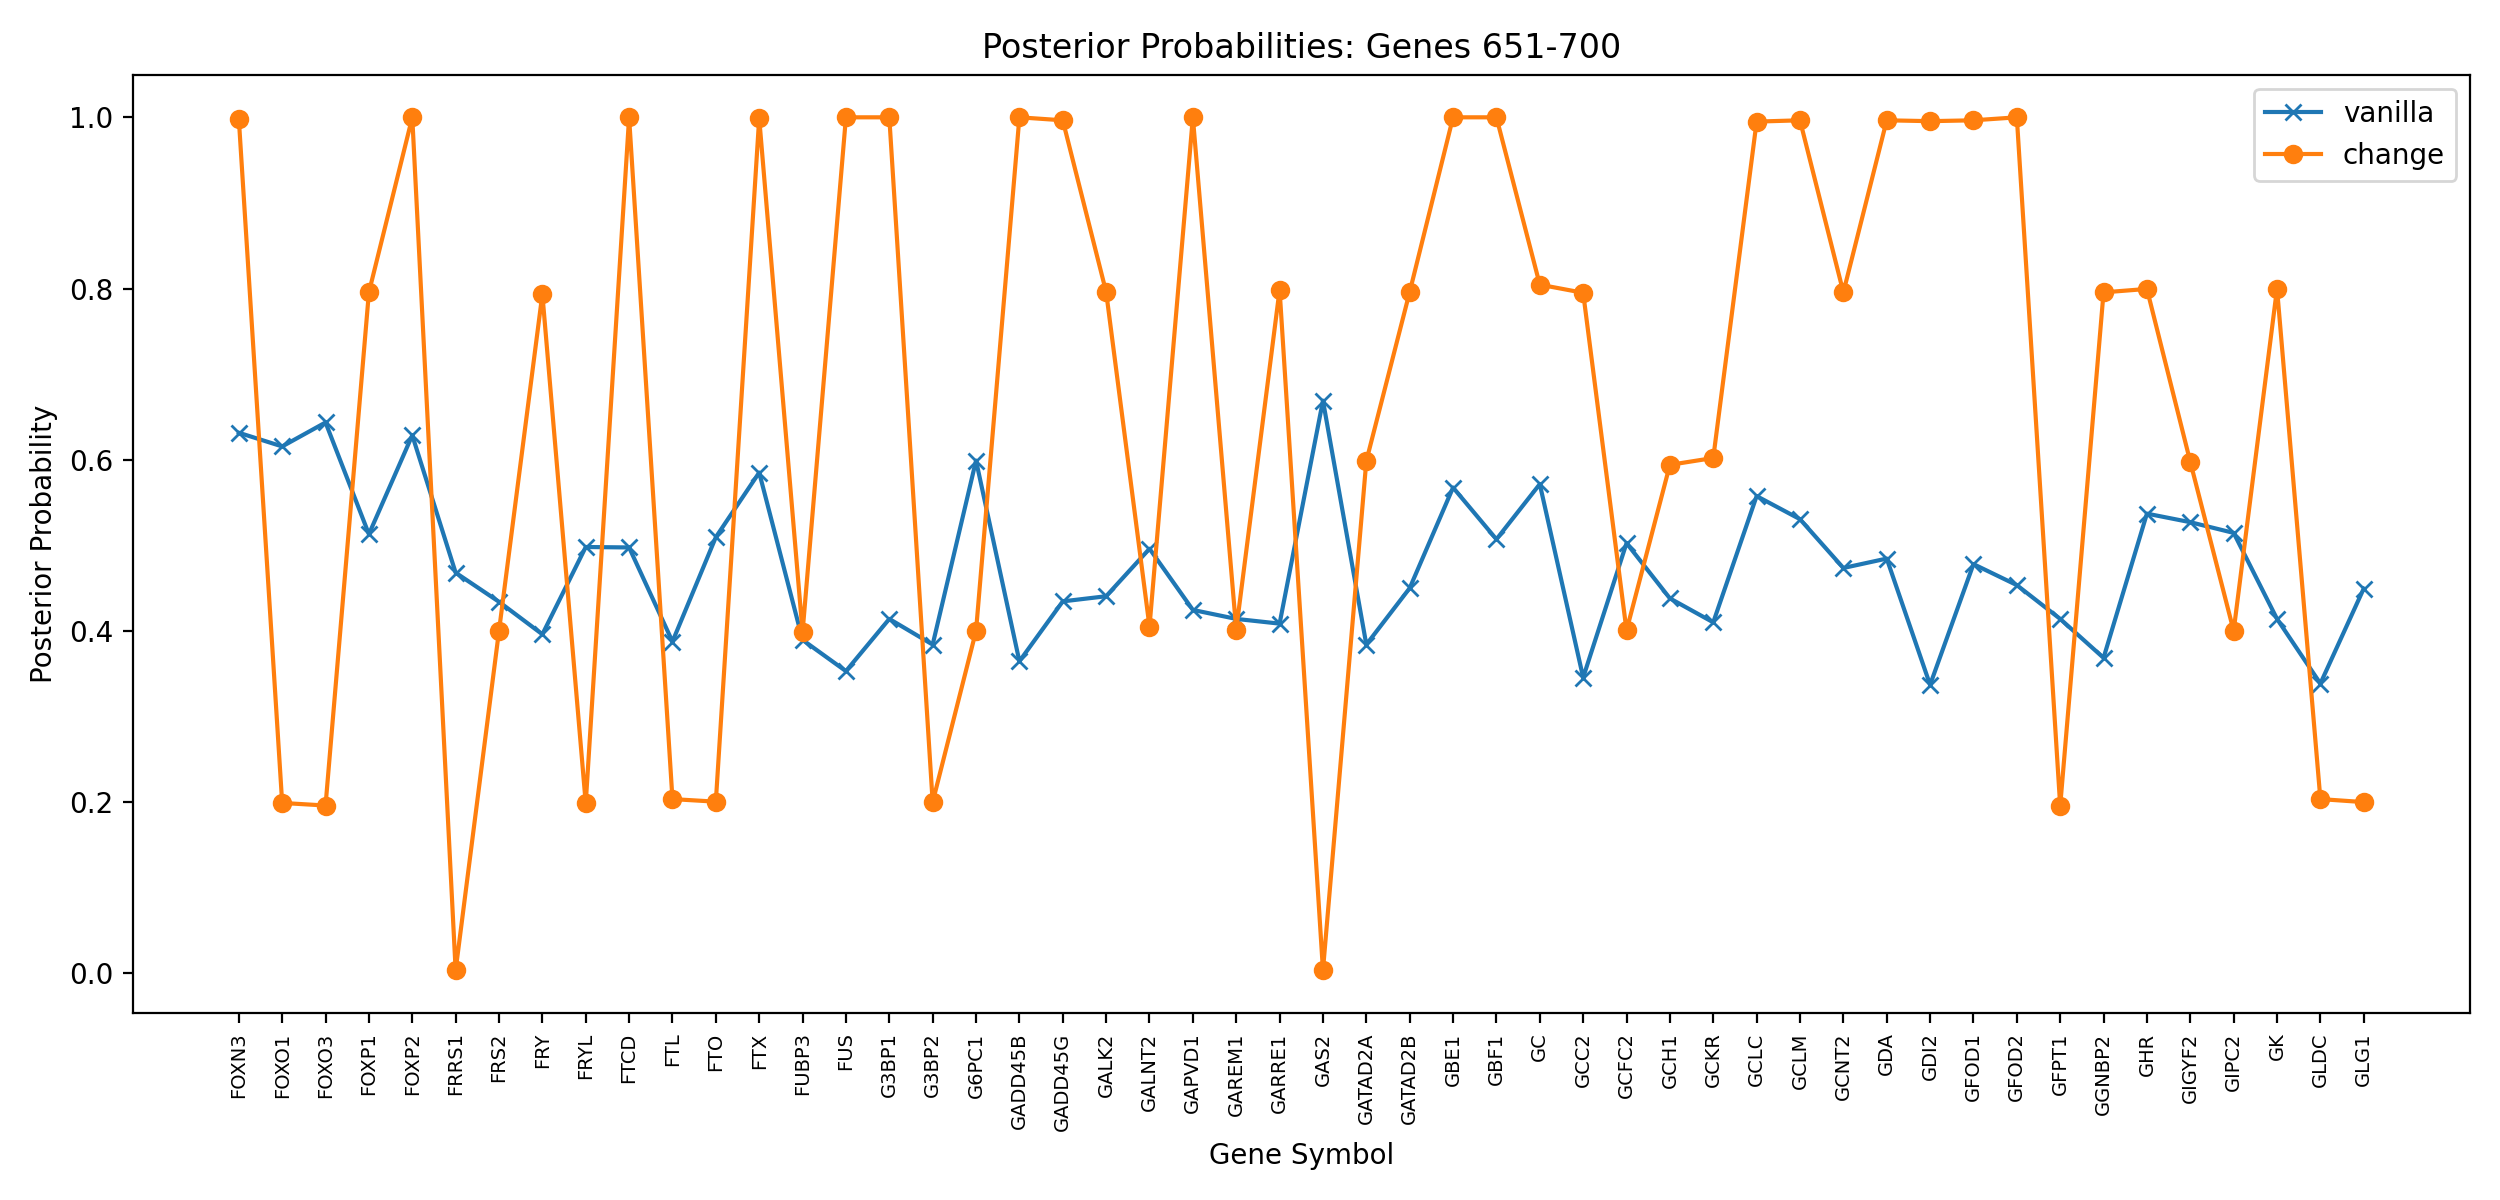 Posterior Probabilities: Genes 651-700
vanilla
change
Posterior Probability
1.0
0.8
0.6
0.4
0.2
0.0
FOXN3
FOXO1
FOXO3
FOXP1
FOXP2
FRRS1
FRS2
FRY
FRYL
FTCD
FTL
FTO
FTX
FUBP3
FUS
G3BP1
G3BP2
G6PC1
GADD45B
GADD45G
GALK2
GALNT2
GAPVD1
GAREM1
GARRE1
GAS2
GATAD2A
GATAD2B
GBE1
GBF1
GC
GCC2
GCFC2
GCH1
GCKR
GCLC
GCLM
GCNT2
GDA
GDI2
GFOD1
GFOD2
GFPT1
GGNBP2
GHR
GIGYF2
GIPC2
GK
GLDC
GLG1
Gene Symbol